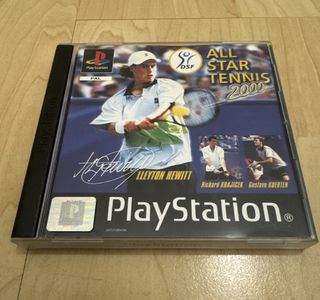 PlayStation
PAL
DSF
ALL
STAR
TENNIS
2000
LLEYTON HEWITT
Richard KRAJICEK
Gustavo KUERTEN
PlayStation®